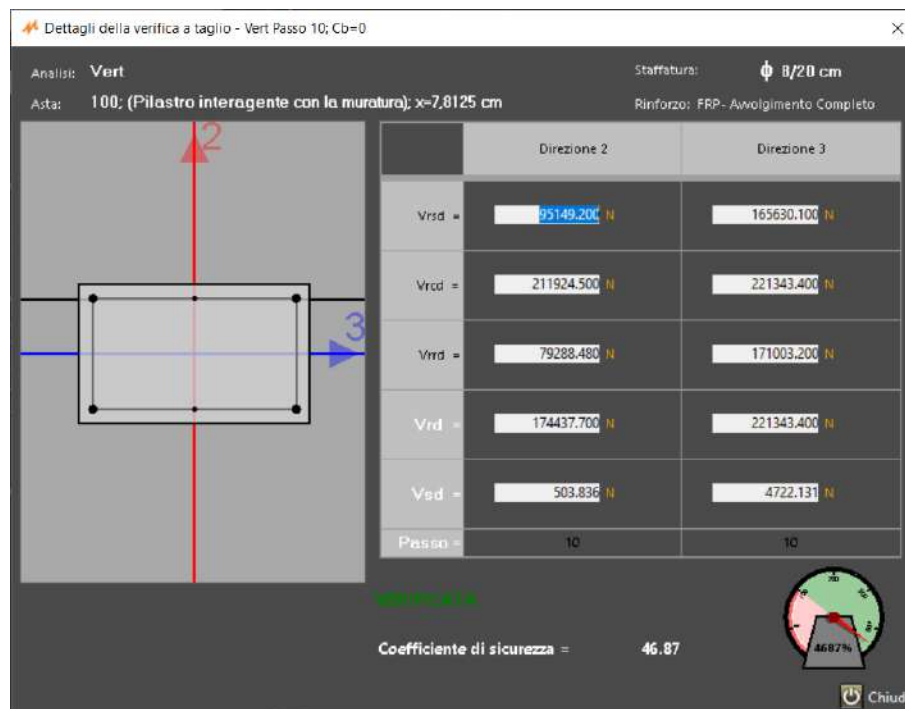 Dettagli della verifica a taglio - Vert Passo 10; Cb=0
Analisi: Vert
Staffatura: ϕ 8/20 cm
Asta: 100; (Pilastro interagente con la muratura); x=7,8125 cm
Rinforzo: FRP- Avvolgimento Completo
2
3
Direzione 2 Direzione 3
Vrsd = 95149.200 N 165630.100 N
Vrcd = 211924.500 N 221343.400 N
Vrrd = 79288.480 N 171003.200 N
Vrd = 174437.700 N 221343.400 N
Vsd = 503.836 N 4722.131 N
Passo = 10 10
VERIFICATA
Coefficiente di sicurezza = 46.87
4687%
Chiud